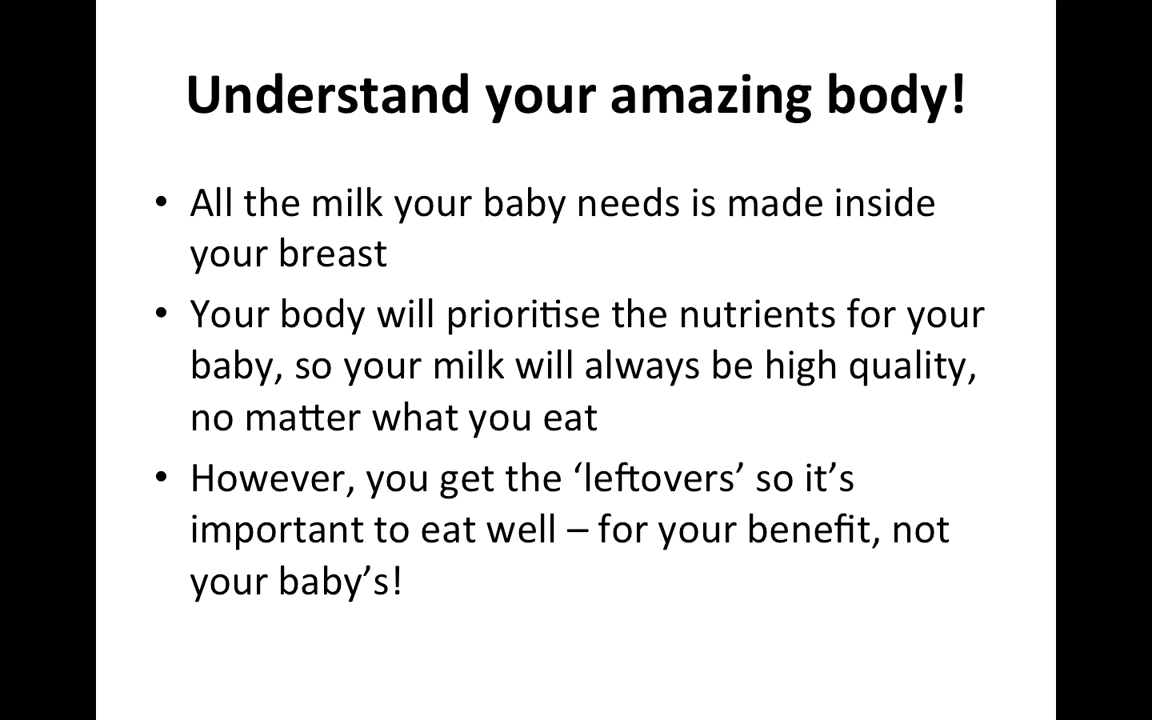 Understand your amazing body!
• All the milk your baby needs is made inside
your breast
• Your body will prioritise the nutrients for your
baby, so your milk will always be high quality,
no matter what you eat
• However, you get the ‘leftovers’ so it’s
important to eat well – for your benefit, not
your baby’s!